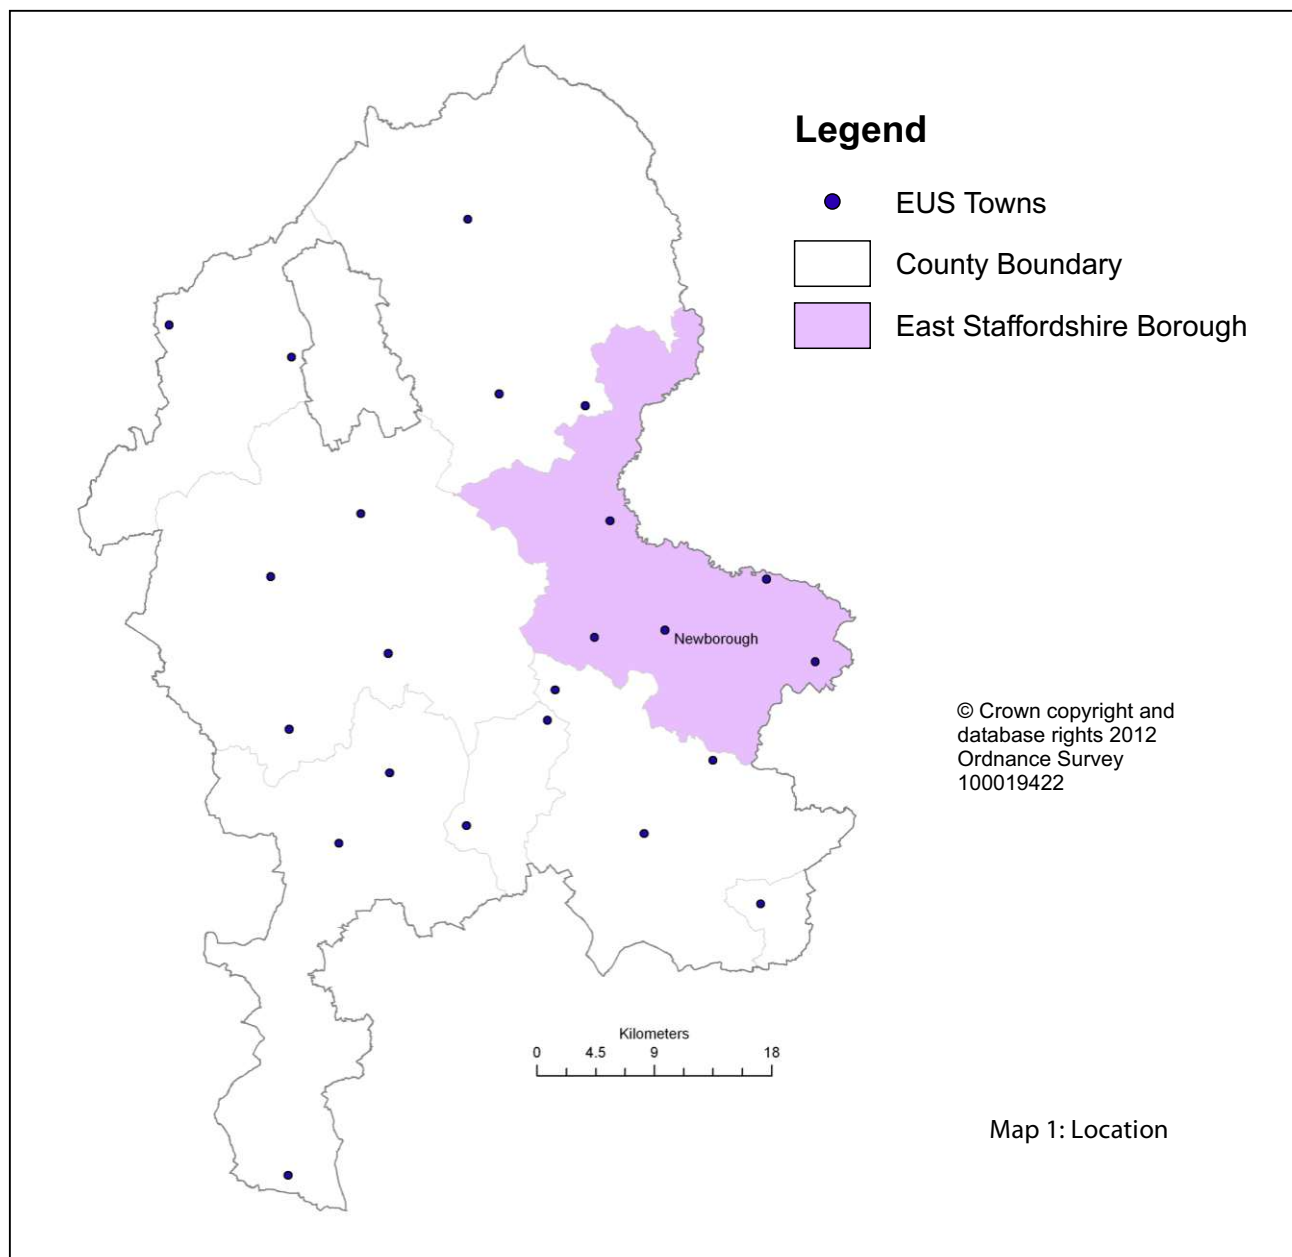 Legend
EUS Towns
County Boundary
East Staffordshire Borough
Newborough
© Crown copyright and
database rights 2012
Ordnance Survey
100019422
Kilometers
0 4.5 9 18
Map 1: Location